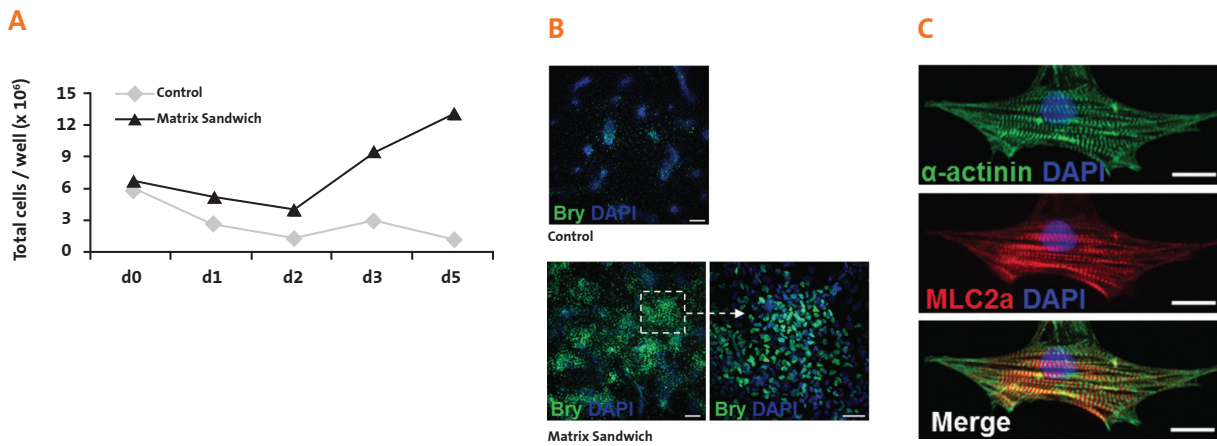 A
Total cells / well (x 10⁶)
15
12
9
6
3
0
Control
Matrix Sandwich
d0 d1 d2 d3 d5
B
Bry DAPI
Control
Bry DAPI
Bry DAPI
Matrix Sandwich
C
α-actinin DAPI
MLC2a DAPI
Merge